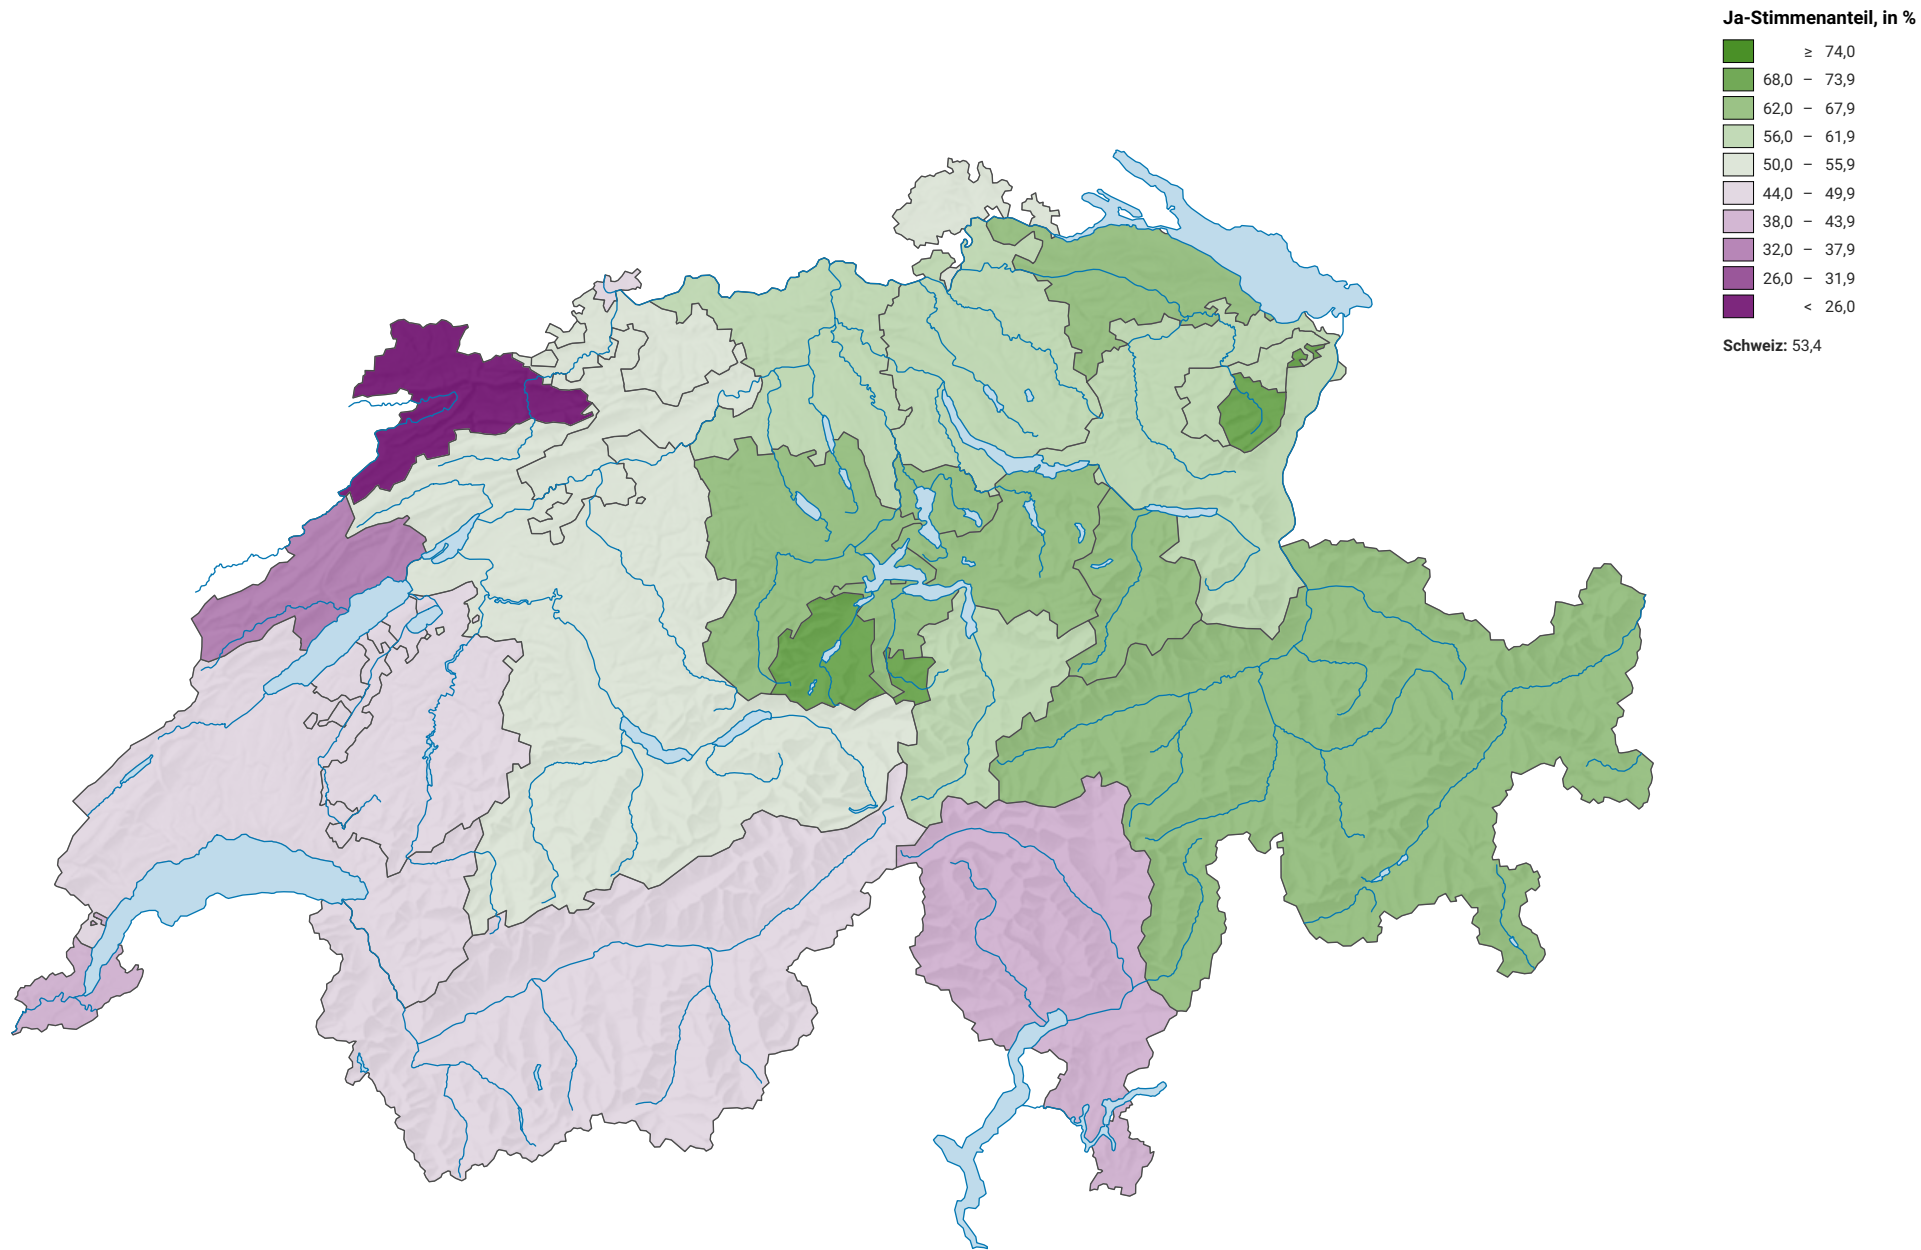 Ja-Stimmenanteil, in %
≥ 74,0
68,0 – 73,9
62,0 – 67,9
56,0 – 61,9
50,0 – 55,9
44,0 – 49,9
38,0 – 43,9
32,0 – 37,9
26,0 – 31,9
< 26,0
Schweiz: 53,4